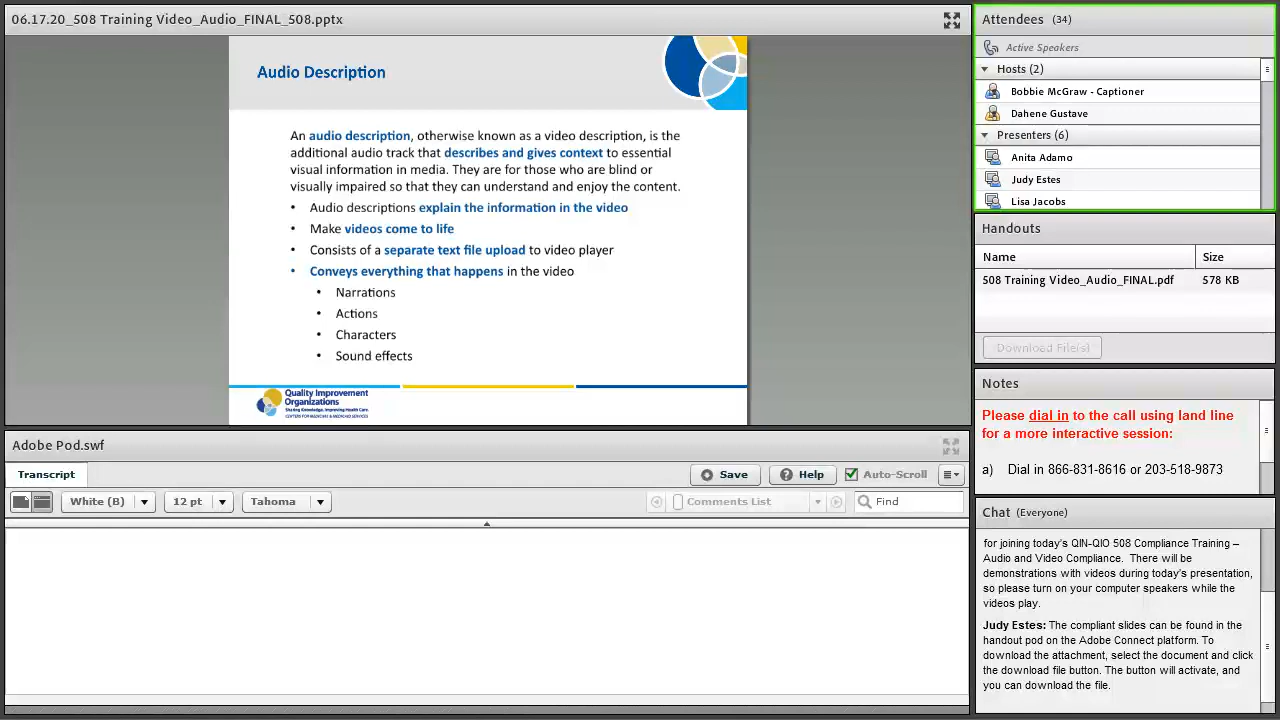 06.17.20_508 Training Video_Audio_FINAL_508.pptx
Audio Description
An audio description, otherwise known as a video description, is the
additional audio track that describes and gives context to essential
visual information in media. They are for those who are blind or
visually impaired so that they can understand and enjoy the content.
• Audio descriptions explain the information in the video
• Make videos come to life
• Consists of a separate text file upload to video player
• Conveys everything that happens in the video
• Narrations
• Actions
• Characters
• Sound effects
Quality Improvement
Organizations
Sharing Knowledge. Improving Health Care.
CENTERS FOR MEDICARE & MEDICAID SERVICES
Adobe Pod.swf
Transcript
Save
Help
Auto-Scroll
White (B)
12 pt
Tahoma
Comments List
Find
Attendees (34)
Active Speakers
Hosts (2)
Bobbie McGraw - Captioner
Dahene Gustave
Presenters (6)
Anita Adamo
Judy Estes
Lisa Jacobs
Handouts
Name Size
508 Training Video_Audio_FINAL.pdf 578 KB
Download File(s)
Notes
Please dial in to the call using land line
for a more interactive session:
a) Dial in 866-831-8616 or 203-518-9873
Chat (Everyone)
for joining today's QIN-QIO 508 Compliance Training –
Audio and Video Compliance. There will be
demonstrations with videos during today's presentation,
so please turn on your computer speakers while the
videos play.
Judy Estes: The compliant slides can be found in the
handout pod on the Adobe Connect platform. To
download the attachment, select the document and click
the download file button. The button will activate, and
you can download the file.